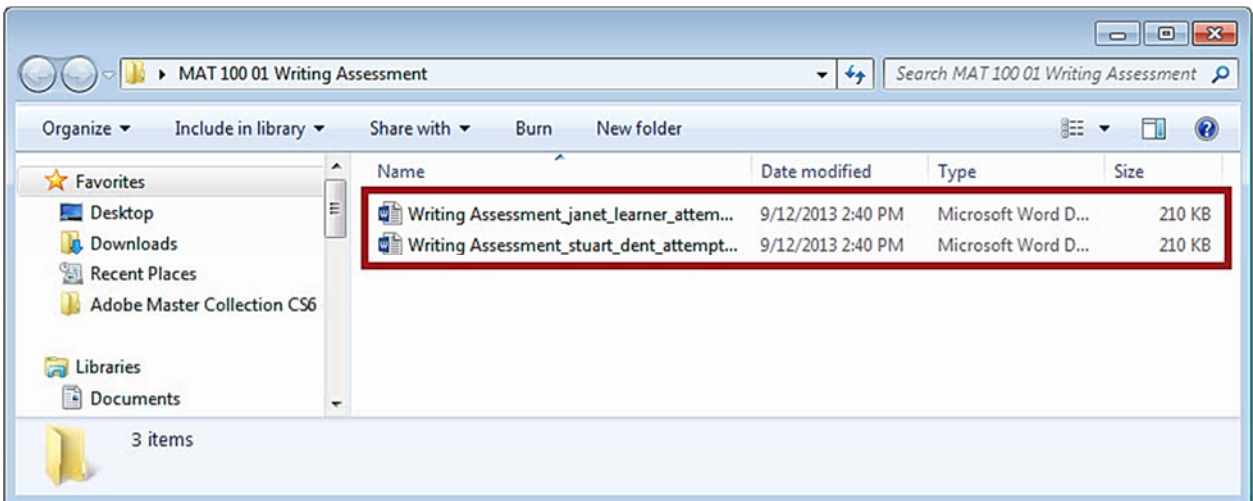 MAT 100 01 Writing Assessment
Search MAT 100 01 Writing Assessment
Organize Include in library Share with Burn New folder
Favorites
Desktop
Downloads
Recent Places
Adobe Master Collection CS6
Libraries
Documents
Name Date modified Type Size
Writing Assessment_janet_learner_attem... 9/12/2013 2:40 PM Microsoft Word D... 210 KB
Writing Assessment_stuart_dent_attempt... 9/12/2013 2:40 PM Microsoft Word D... 210 KB
3 items